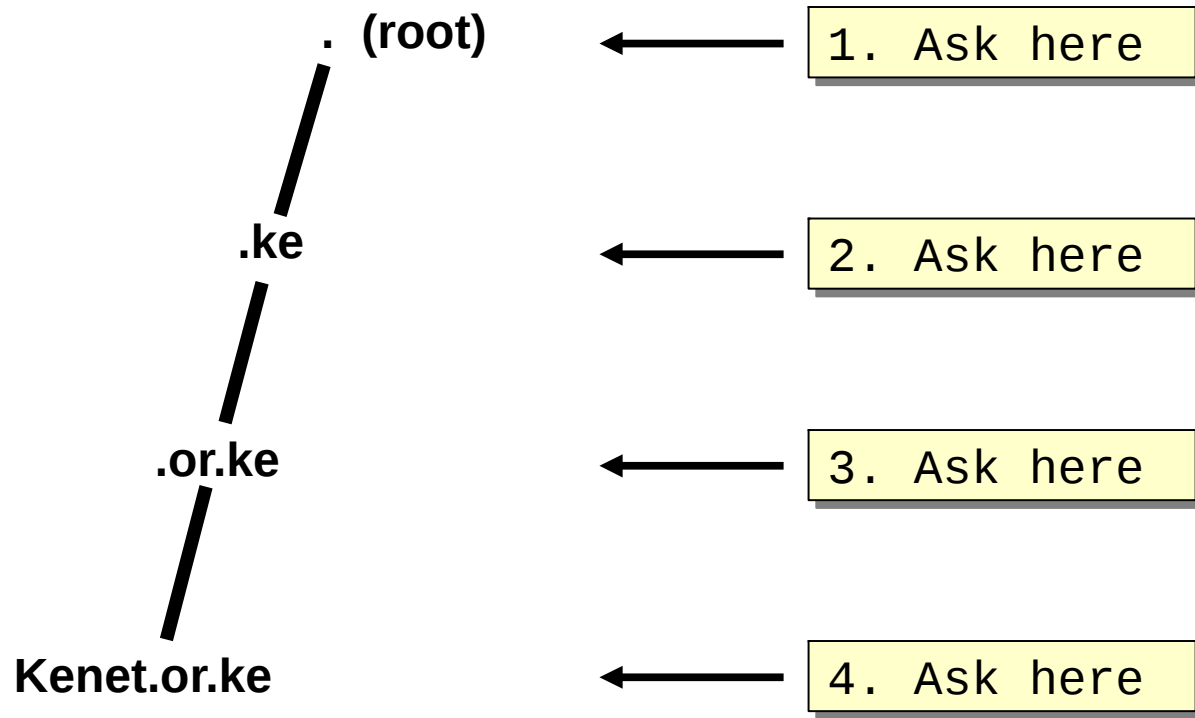 . (root)
1. Ask here
.ke
2. Ask here
.or.ke
3. Ask here
Kenet.or.ke
4. Ask here